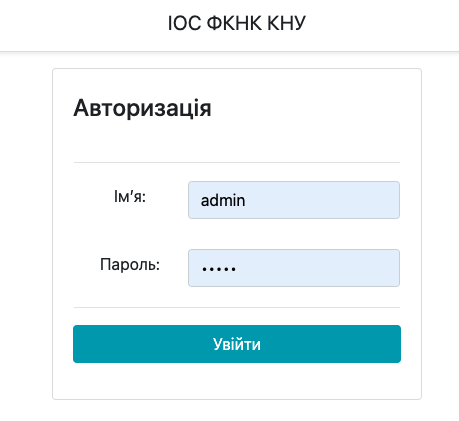 ІОС ФКНК КНУ
Авторизація
Ім’я:
admin
Пароль:
•••••
Увійти